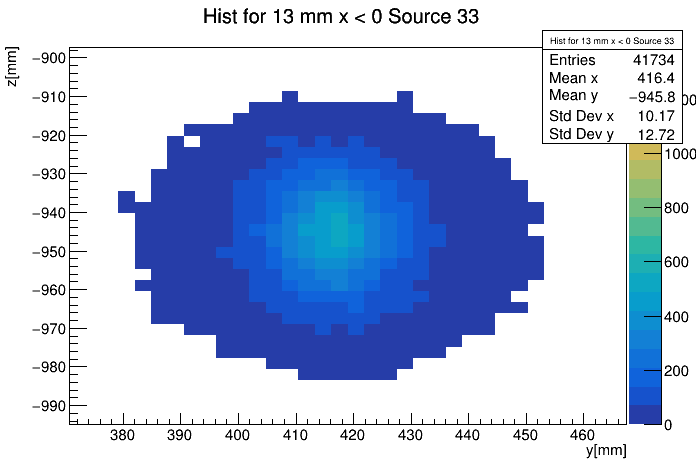 Hist for 13 mm x < 0 Source 33
Hist for 13 mm x < 0 Source 33
Entries 41734
Mean x 416.4
Mean y −945.8
Std Dev x 10.17
Std Dev y 12.72
z[mm]
−900
−910
−920
−930
−940
−950
−960
−970
−980
−990
380 390 400 410 420 430 440 450 460
y[mm]
1000
800
600
400
200
0